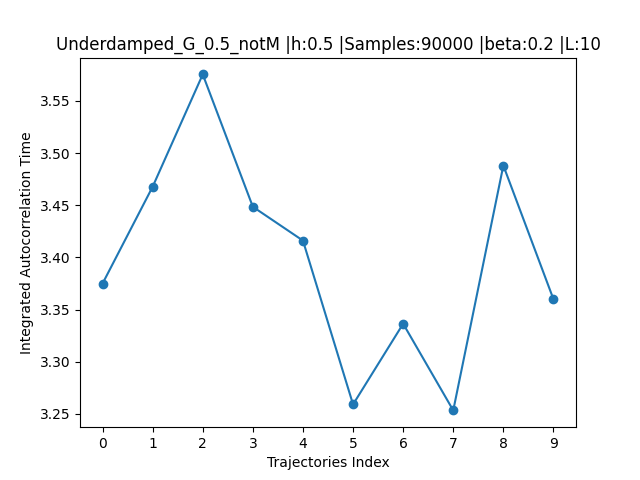 Underdamped_G_0.5_notM |h:0.5 |Samples:90000 |beta:0.2 |L:10
Integrated Autocorrelation Time
3.55
3.50
3.45
3.40
3.35
3.30
3.25
0 1 2 3 4 5 6 7 8 9
Trajectories Index